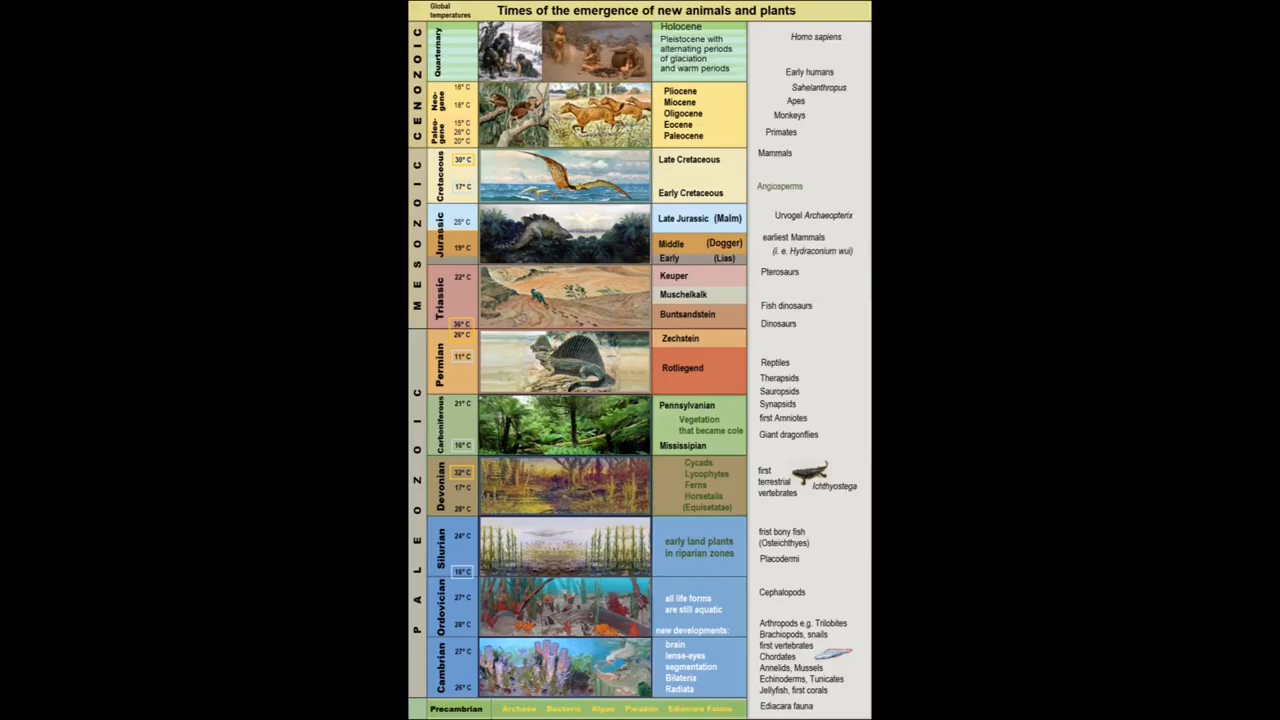 Global
temperatures
Times of the emergence of new animals and plants
CENOZOIC
Quarternary
Holocene
Pleistocene with
alternating periods
of glaciation
and warm periods
Homo sapiens
Early humans
Neo-
gene
16° C
18° C
Paleo-
gene
15° C
26° C
20° C
Pliocene
Miocene
Oligocene
Eocene
Paleocene
Sahelanthropus
Apes
Monkeys
Primates
MESOZOIC
Cretaceous
30° C
17° C
Late Cretaceous
Early Cretaceous
Mammals
Angiosperms
Jurassic
25° C
19° C
Late Jurassic (Malm)
Middle (Dogger)
Early (Lias)
Urvogel Archaeopterix
earliest Mammals
(i. e. Hydraconium wui)
Triassic
22° C
36° C
Keuper
Muschelkalk
Buntsandstein
Pterosaurs
Fish dinosaurs
Dinosaurs
PALEOZOIC
Permian
26° C
11° C
Zechstein
Rotliegend
Reptiles
Therapsids
Sauropsids
Synapsids
Carboniferous
21° C
16° C
Pennsylvanian
Vegetation
that became cole
Mississipian
first Amniotes
Giant dragonflies
Devonian
32° C
17° C
28° C
Cycads
Lycophytes
Ferns
Horsetails
(Equisetatae)
first
terrestrial
vertebrates
Ichthyostega
Silurian
24° C
16° C
early land plants
in riparian zones
frist bony fish
(Osteichthyes)
Placodermi
Ordovician
27° C
28° C
all life forms
are still aquatic
new developments:
Cephalopods
Arthropods e.g. Trilobites
Brachiopods, snails
Cambrian
27° C
26° C
brain
lense-eyes
segmentation
Bilateria
Radiata
first vertebrates
Chordates
Annelids, Mussels
Echinoderms, Tunicates
Jellyfish, first corals
Precambrian
Archaea Bacteria Algae Parazoa Ediacara Fauna
Ediacara fauna